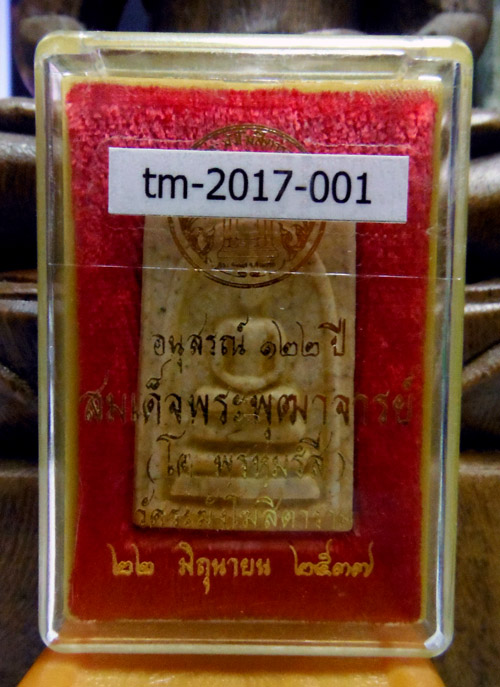 tm-2017-001
อนุสรณ์ ๑๒๒ ปี
สมเด็จพระพุฒาจารย์
(โต พรหมรังสี)
วัดระฆังโฆสิตาราม
๒๒ มิถุนายน ๒๕๓๗